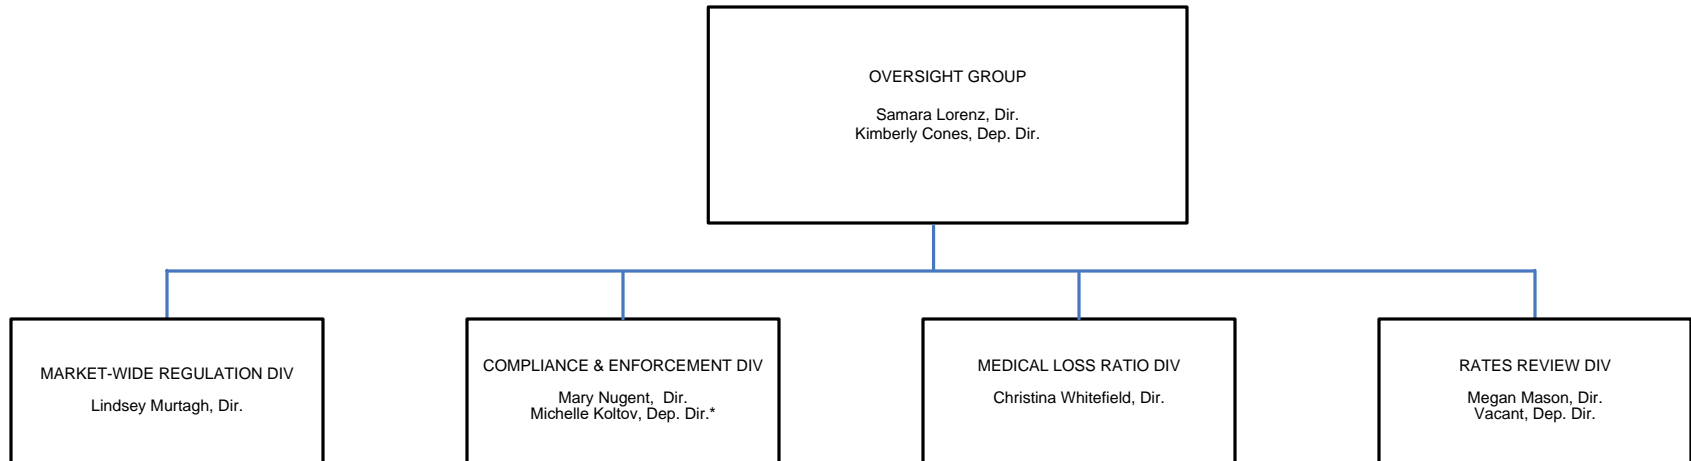 OVERSIGHT GROUP
Samara Lorenz, Dir.
Kimberly Cones, Dep. Dir.
MARKET-WIDE REGULATION DIV
Lindsey Murtagh, Dir.
COMPLIANCE & ENFORCEMENT DIV
Mary Nugent,  Dir.
Michelle Koltov, Dep. Dir.*
MEDICAL LOSS RATIO DIV
Christina Whitefield, Dir.
RATES REVIEW DIV
Megan Mason, Dir.
Vacant, Dep. Dir.